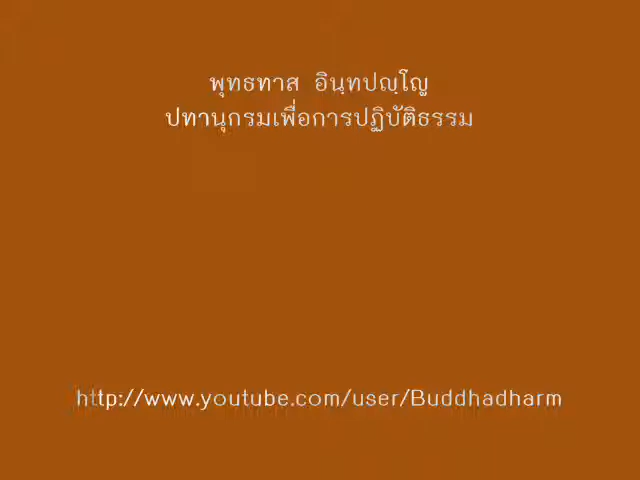 พุทธทาส อินฺทปญฺโญ
ปทานุกรมเพื่อการปฏิบัติธรรม
http://www.youtube.com/user/Buddhadharm